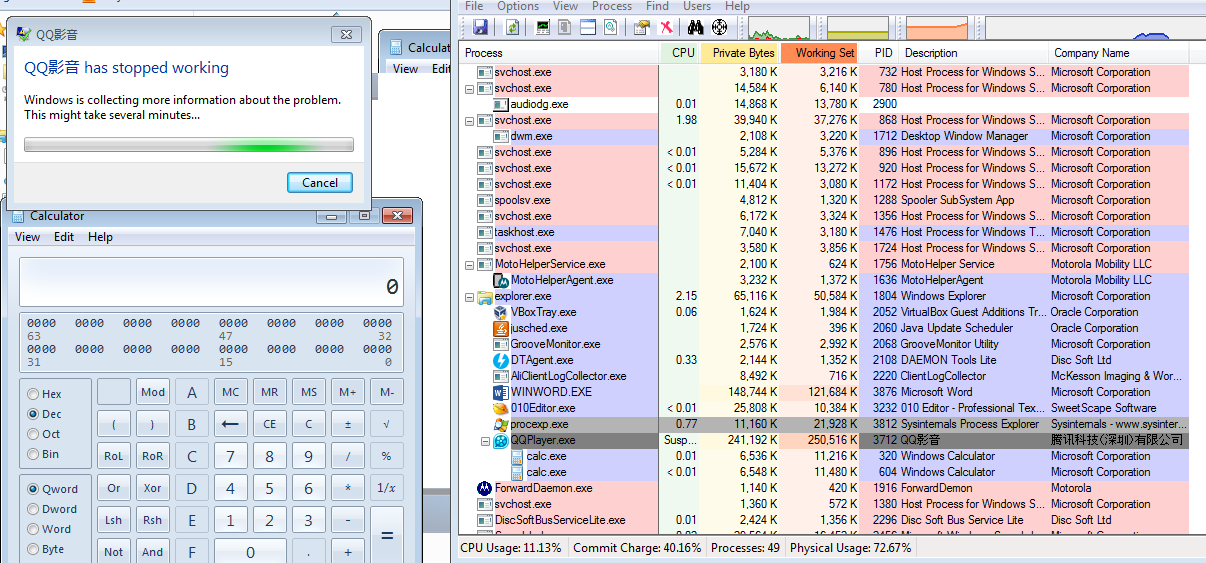 QQ影音
QQ影音 has stopped working
Windows is collecting more information about the problem.
This might take several minutes...
Cancel
Calculator
View
Calculator
View Edit Help
0
0000 0000 0000 0000 0000 0000 0000 0000
63 47 32
0000 0000 0000 0000 0000 0000 0000 0000
31 15 0
Hex
Dec
Oct
Bin
Qword
Dword
Word
Byte
Mod A MC MR MS M+ M-
( ) B ← CE C ± √
RoL RoR C 7 8 9 / %
Or Xor D 4 5 6 * 1/x
Lsh Rsh E 1 2 3 - =
Not And F 0 . +
File Options View Process Find Users Help
Process CPU Private Bytes Working Set PID Description Company Name
svchost.exe 3,180 K 3,216 K 732 Host Process for Windows S... Microsoft Corporation
svchost.exe 14,584 K 6,140 K 780 Host Process for Windows S... Microsoft Corporation
audiodg.exe 0.01 14,868 K 13,780 K 2900
svchost.exe 1.98 39,940 K 37,276 K 868 Host Process for Windows S... Microsoft Corporation
dwm.exe 2,108 K 3,220 K 1712 Desktop Window Manager Microsoft Corporation
svchost.exe < 0.01 5,284 K 5,376 K 896 Host Process for Windows S... Microsoft Corporation
svchost.exe < 0.01 15,672 K 13,272 K 920 Host Process for Windows S... Microsoft Corporation
svchost.exe < 0.01 11,404 K 3,080 K 1172 Host Process for Windows S... Microsoft Corporation
spoolsv.exe 4,812 K 1,320 K 1288 Spooler SubSystem App Microsoft Corporation
svchost.exe 6,172 K 3,324 K 1356 Host Process for Windows S... Microsoft Corporation
taskhost.exe 7,040 K 3,180 K 1476 Host Process for Windows T... Microsoft Corporation
svchost.exe 3,580 K 3,856 K 1724 Host Process for Windows S... Microsoft Corporation
MotoHelperService.exe 2,100 K 624 K 1756 MotoHelper Service Motorola Mobility LLC
MotoHelperAgent.exe 3,232 K 1,372 K 1636 MotoHelperAgent Motorola Mobility LLC
explorer.exe 2.15 65,116 K 50,584 K 1804 Windows Explorer Microsoft Corporation
VBoxTray.exe 0.06 1,624 K 1,984 K 2052 VirtualBox Guest Additions Tr... Oracle Corporation
jusched.exe 1,724 K 396 K 2060 Java Update Scheduler Oracle Corporation
GrooveMonitor.exe 2,576 K 2,992 K 2068 GrooveMonitor Utility Microsoft Corporation
DTAgent.exe 0.33 2,144 K 1,352 K 2108 DAEMON Tools Lite Disc Soft Ltd
AliClientLogCollector.exe 8,492 K 716 K 2220 ClientLogCollector McKesson Imaging & Wor...
WINWORD.EXE 148,744 K 121,684 K 3876 Microsoft Word Microsoft Corporation
010Editor.exe < 0.01 25,808 K 10,384 K 3232 010 Editor - Professional Tex... SweetScape Software
procexp.exe 0.77 11,160 K 21,928 K 3812 Sysinternals Process Explorer Sysinternals - www.sysinter...
QQPlayer.exe Susp... 241,192 K 250,516 K 3712 QQ影音 腾讯科技(深圳)有限公司
calc.exe 0.01 6,536 K 11,216 K 320 Windows Calculator Microsoft Corporation
calc.exe < 0.01 6,548 K 11,480 K 604 Windows Calculator Microsoft Corporation
ForwardDaemon.exe 1,140 K 420 K 1916 ForwardDemon Motorola
svchost.exe 1,360 K 572 K 1380 Host Process for Windows S... Microsoft Corporation
DiscSoftBusServiceLite.exe 0.01 2,424 K 1,356 K 2296 Disc Soft Bus Service Lite Disc Soft Ltd
CPU Usage: 11.13% Commit Charge: 40.16% Processes: 49 Physical Usage: 72.67%